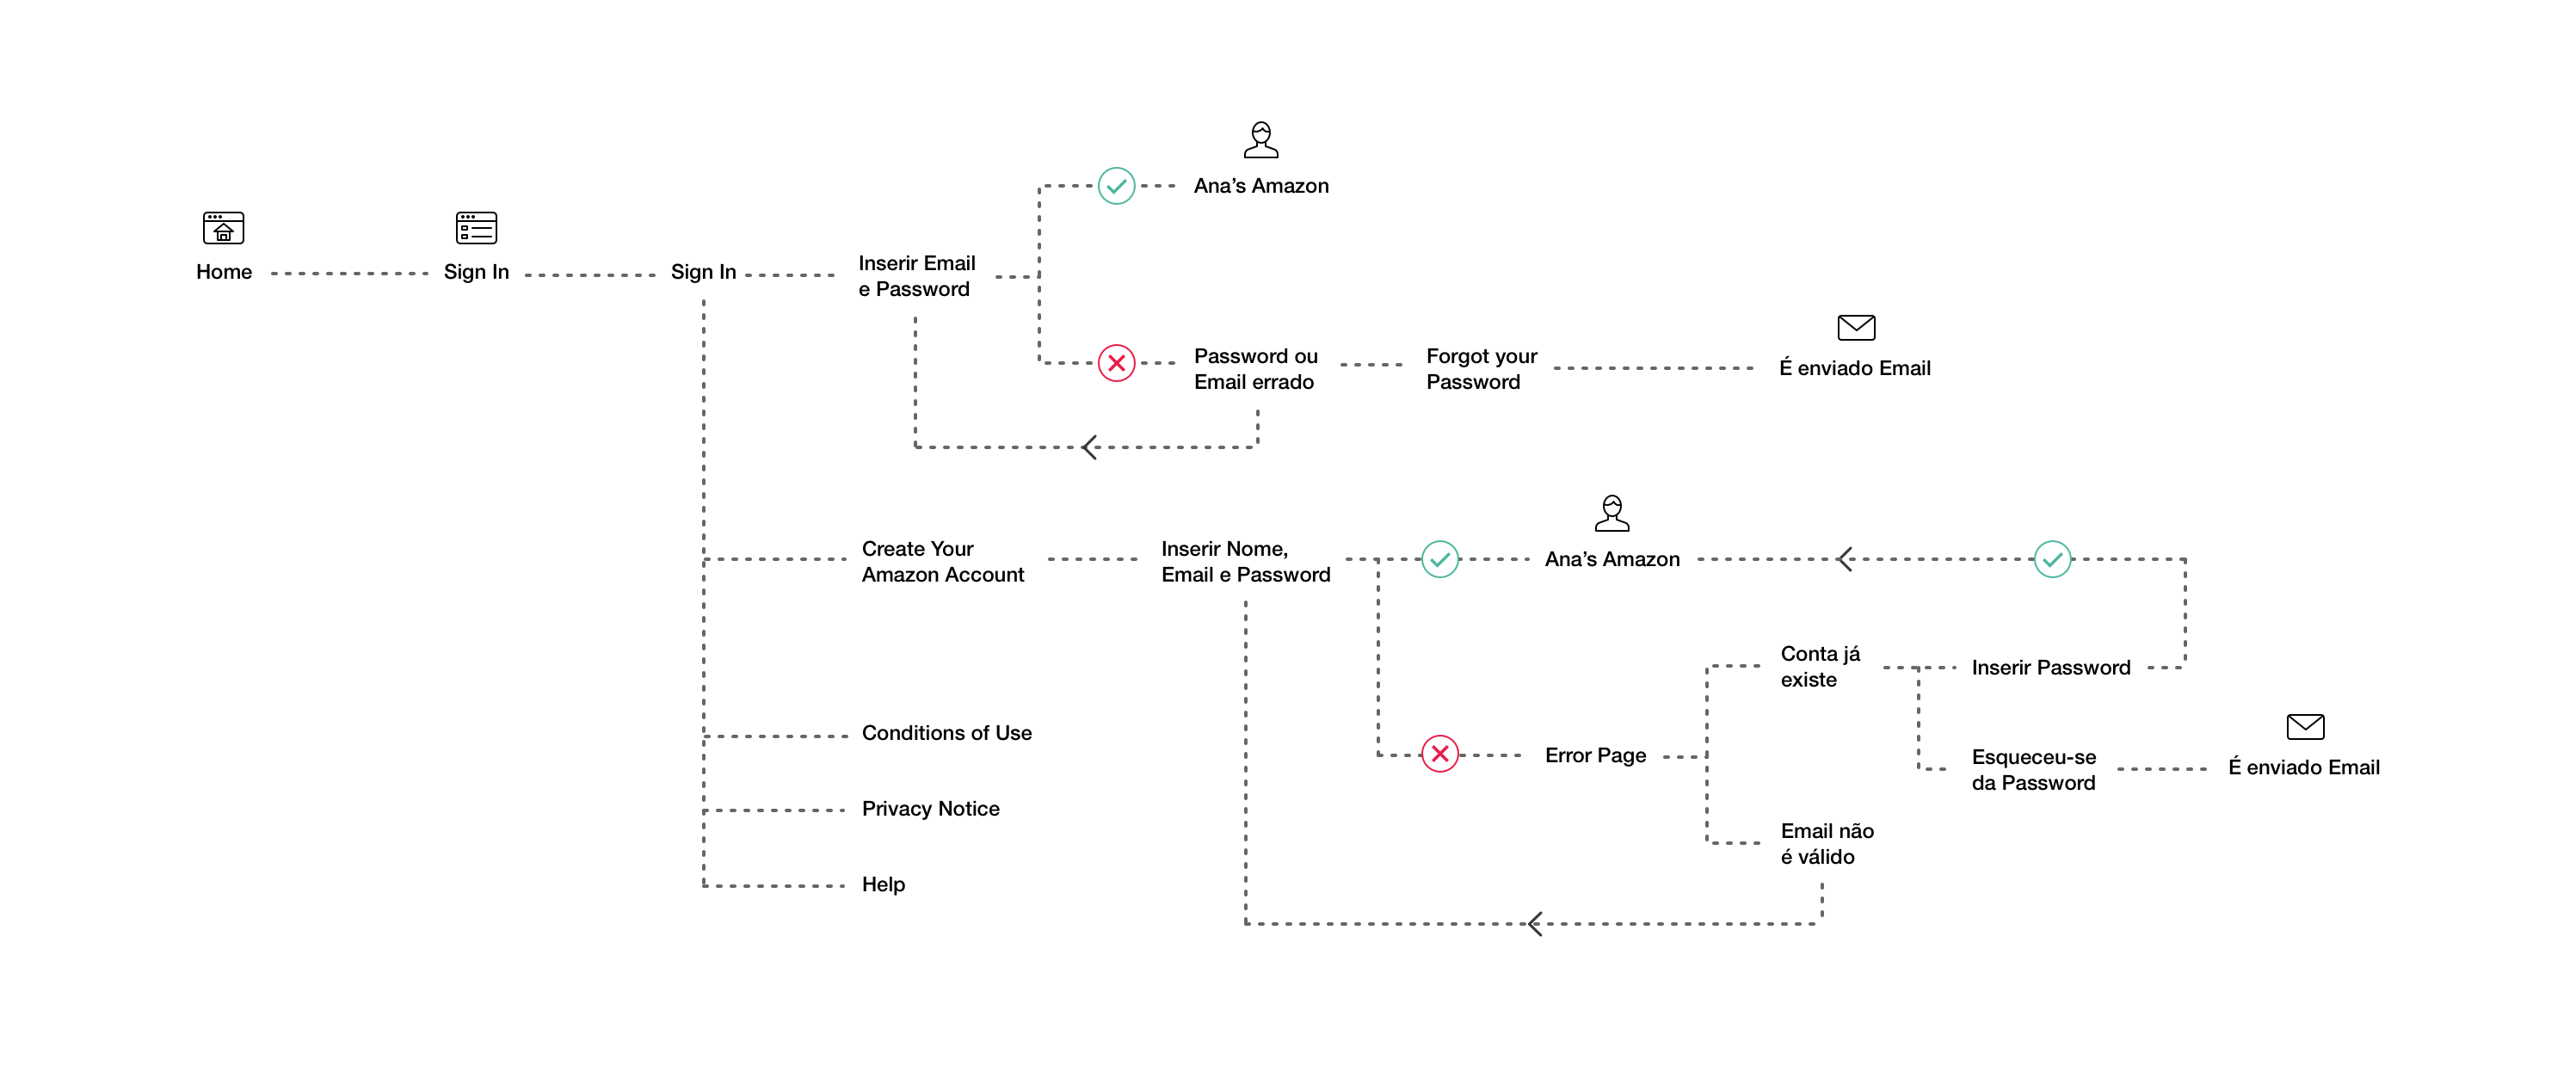 Ana’s Amazon
Home
Sign In
Sign In
Inserir Email
e Password
Password ou
Email errado
Forgot your
Password
É enviado Email
Create Your
Amazon Account
Inserir Nome,
Email e Password
Ana’s Amazon
Conta já
existe
Inserir Password
Conditions of Use
Error Page
Esqueceu-se
da Password
É enviado Email
Privacy Notice
Email não
é válido
Help